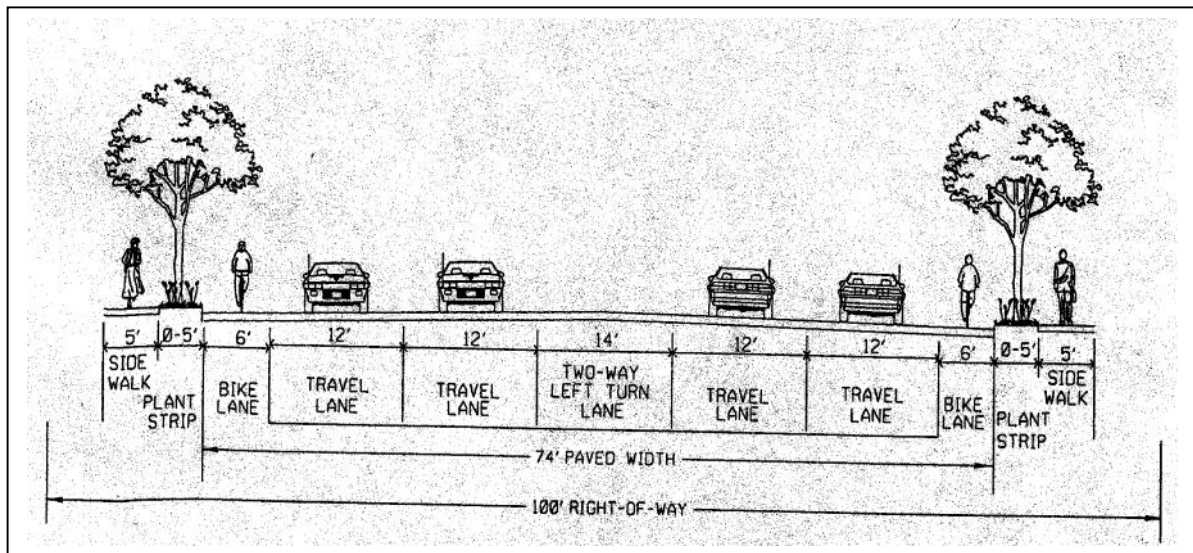 5' 0-5' 6' 12' 12' 14' 12' 12' 6' 0-5' 5'
SIDE
WALK
PLANT
STRIP
BIKE
LANE
TRAVEL
LANE
TRAVEL
LANE
TWO-WAY
LEFT TURN
LANE
TRAVEL
LANE
TRAVEL
LANE
BIKE
LANE
PLANT
STRIP
SIDE
WALK
74' PAVED WIDTH
100' RIGHT-OF-WAY